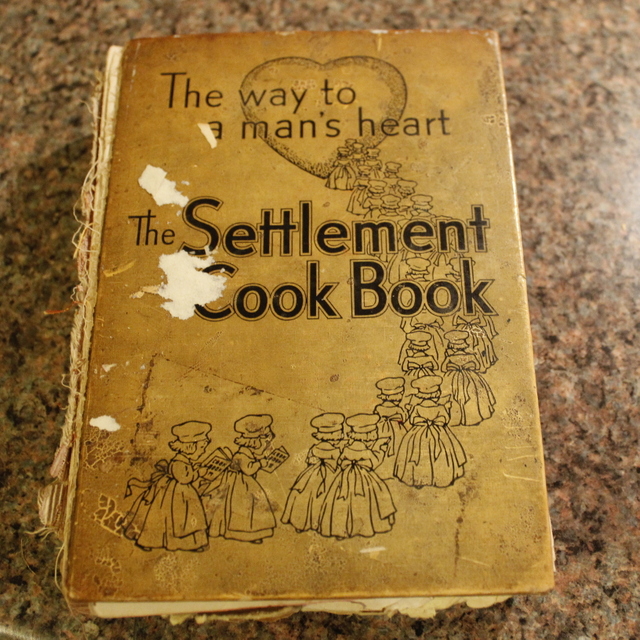 The way to
a man's heart
The Settlement
Cook Book